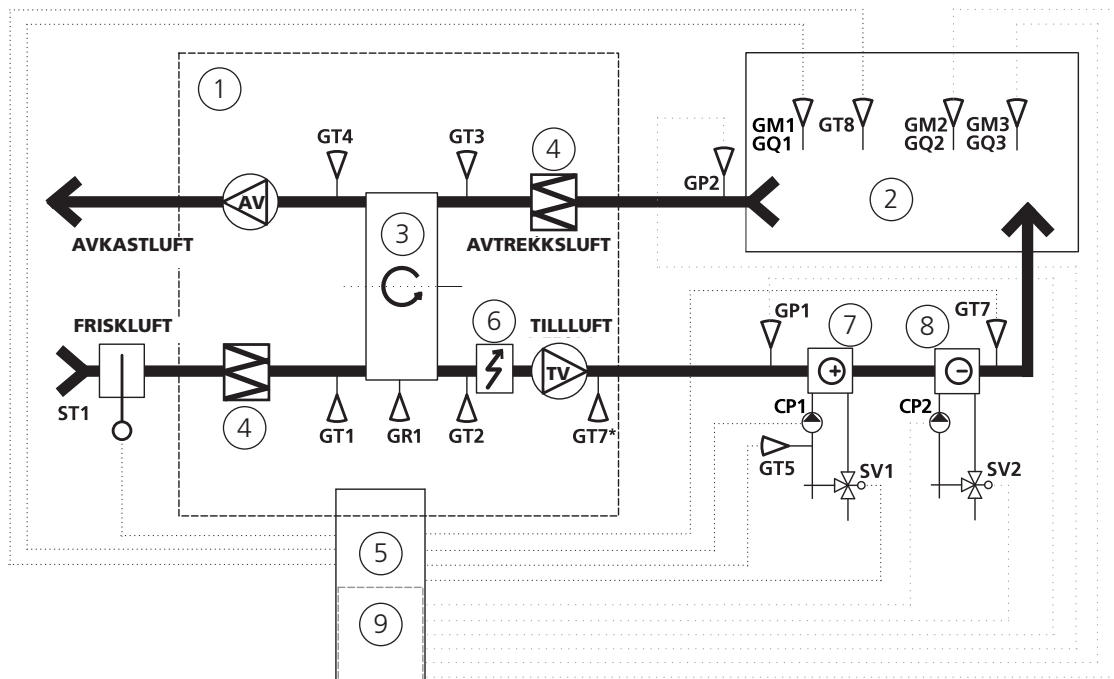 1
GM1
GQ1
GT8
GM2
GQ2
GM3
GQ3
GT4
GT3
4
GP2
2
AV
3
AVKASTLUFT
AVTREKKSLUFT
FRISKLUFT
6
TILLLUFT
GP1
7
8
GT7
TV
ST1
4
GT1
GR1
GT2
GT7*
CP1
CP2
GT5
SV1
SV2
5
9